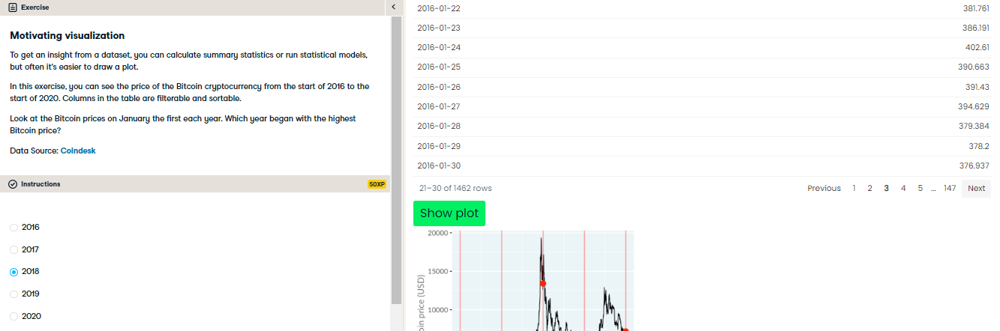 Exercise
Motivating visualization
To get an insight from a dataset, you can calculate summary statistics or run statistical models,
but often it's easier to draw a plot.
In this exercise, you can see the price of the Bitcoin cryptocurrency from the start of 2016 to the
start of 2020. Columns in the table are filterable and sortable.
Look at the Bitcoin prices on January the first each year. Which year began with the highest
Bitcoin price?
Data Source: Coindesk
Instructions
50XP
2016
2017
2018
2019
2020
2016-01-22 381.761
2016-01-23 386.191
2016-01-24 402.61
2016-01-25 390.663
2016-01-26 391.43
2016-01-27 394.629
2016-01-28 379.384
2016-01-29 378.2
2016-01-30 376.937
21–30 of 1462 rows Previous 1 2 3 4 5 ... 147 Next
Show plot
20000
15000
10000
price (USD)